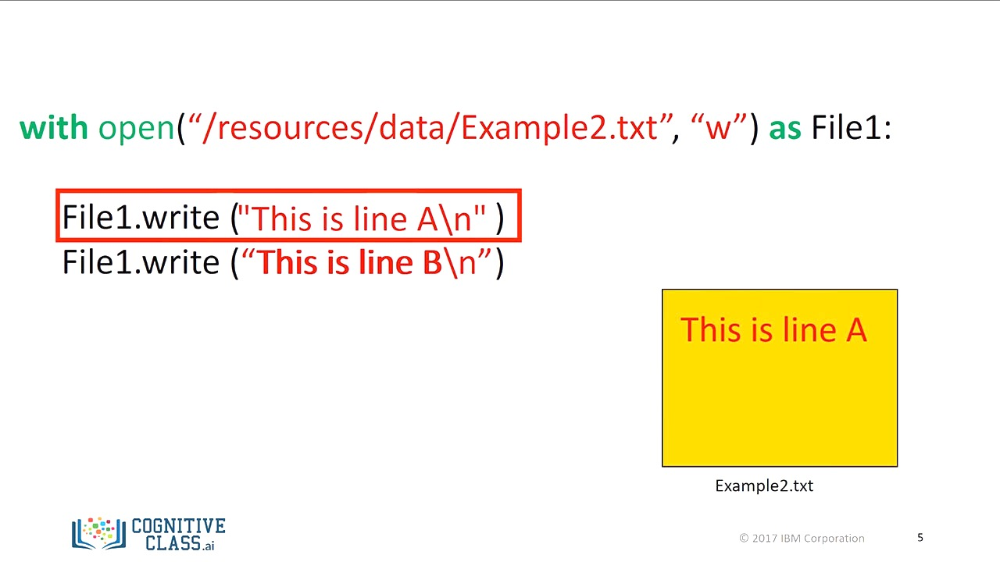 with open(“/resources/data/Example2.txt”, “w”) as File1:
File1.write ("This is line A\n" )
File1.write (“This is line B\n”)
This is line A
Example2.txt
COGNITIVE
CLASS.ai
© 2017 IBM Corporation
5